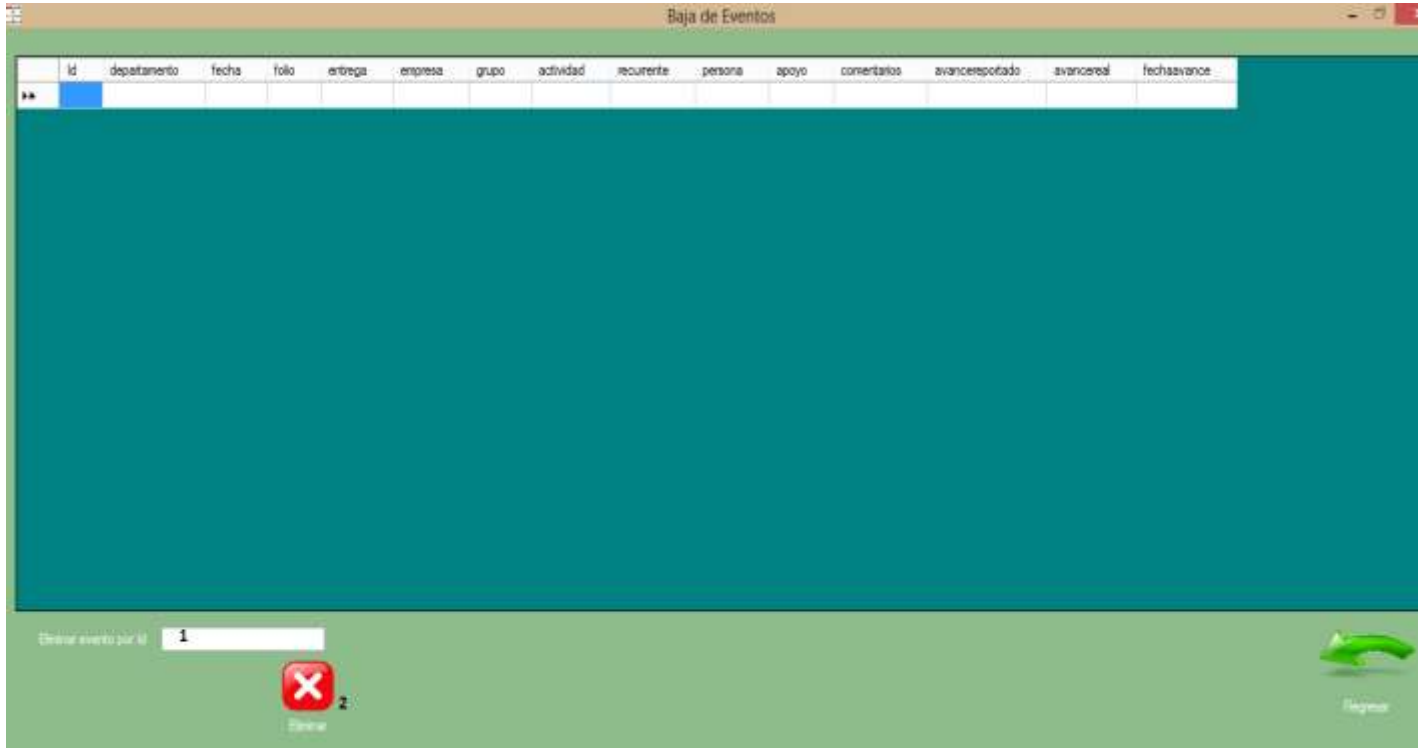 Baja de Eventos
Id departamento fecha folio entrega empresa grupo actividad recurrente persona apoyo comentarios avancereportado avancereal fechaavance
Eliminar evento por Id 1
2
Eliminar
Regresar